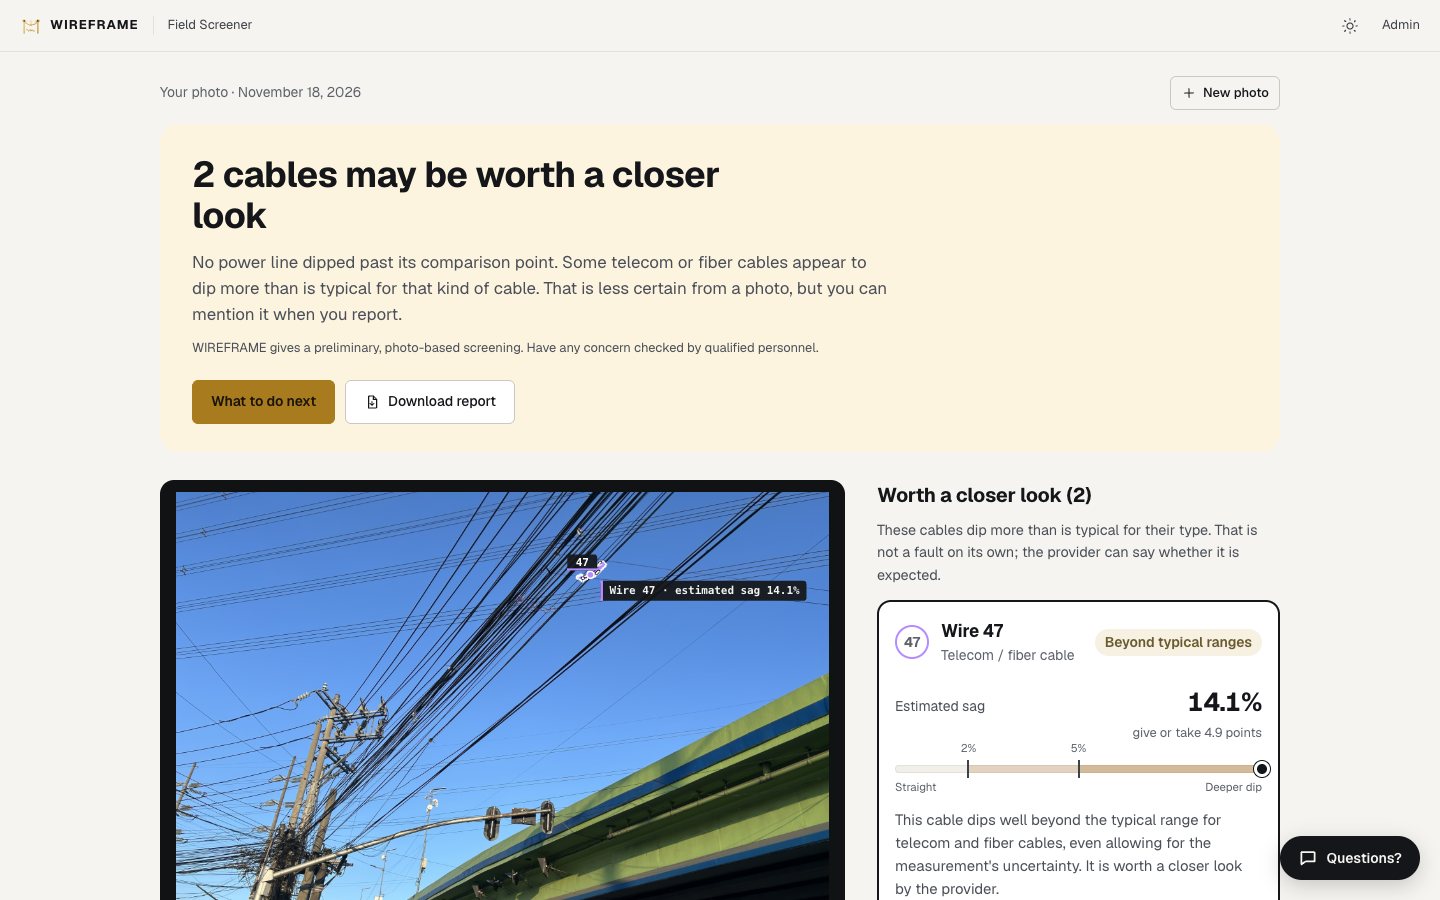 WIREFRAME
Field Screener
Admin
Your photo · November 18, 2026
New photo
2 cables may be worth a closer
look
No power line dipped past its comparison point. Some telecom or fiber cables appear to
dip more than is typical for that kind of cable. That is less certain from a photo, but you can
mention it when you report.
WIREFRAME gives a preliminary, photo-based screening. Have any concern checked by qualified personnel.
What to do next
Download report
47
Wire 47 · estimated sag 14.1%
Worth a closer look (2)
These cables dip more than is typical for their type. That is
not a fault on its own; the provider can say whether it is
expected.
47
Wire 47
Telecom / fiber cable
Beyond typical ranges
Estimated sag
14.1%
give or take 4.9 points
2%
5%
Straight
Deeper dip
This cable dips well beyond the typical range for
telecom and fiber cables, even allowing for the
measurement's uncertainty. It is worth a closer look
by the provider.
Questions?